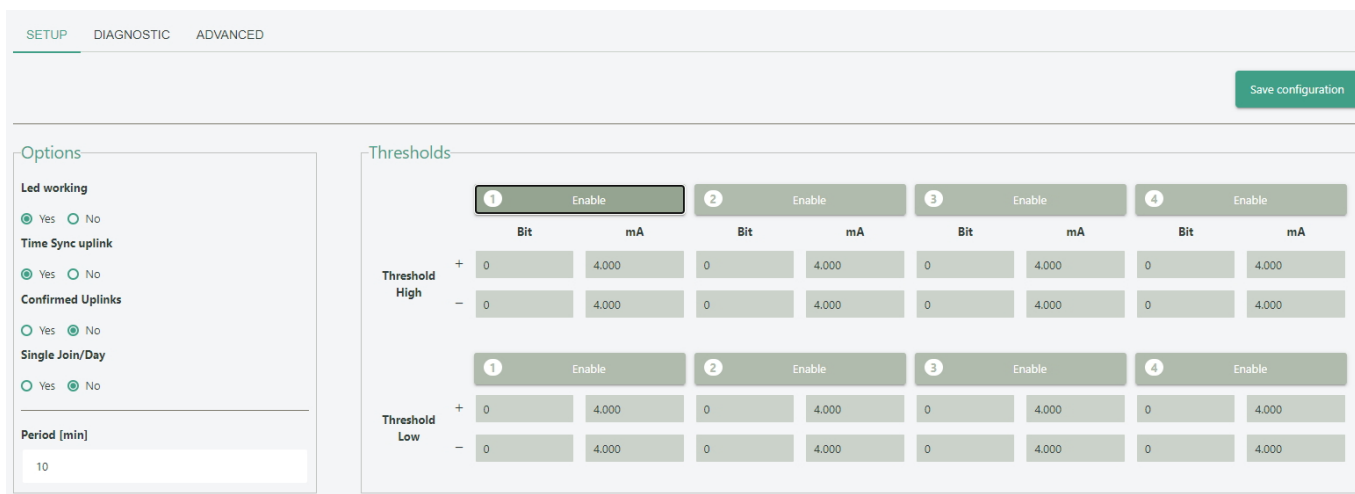 SETUP DIAGNOSTIC ADVANCED
Save configuration
Options
Led working
Yes No
Time Sync uplink
Yes No
Confirmed Uplinks
Yes No
Single Join/Day
Yes No
Period [min]
10
Thresholds
1 Enable 2 Enable 3 Enable 4 Enable
Bit mA Bit mA Bit mA Bit mA
Threshold
High
+ 0 4.000 0 4.000 0 4.000 0 4.000
− 0 4.000 0 4.000 0 4.000 0 4.000
1 Enable 2 Enable 3 Enable 4 Enable
Threshold
Low
+ 0 4.000 0 4.000 0 4.000 0 4.000
− 0 4.000 0 4.000 0 4.000 0 4.000